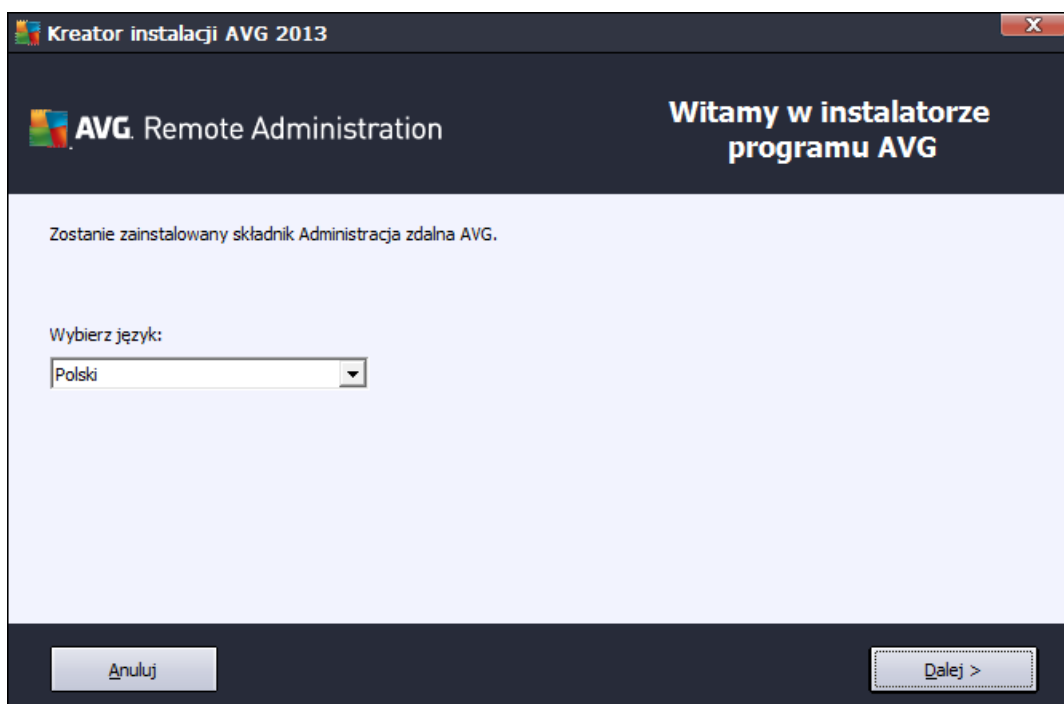 Kreator instalacji AVG 2013
AVG. Remote Administration
Witamy w instalatorze
programu AVG
Zostanie zainstalowany składnik Administracja zdalna AVG.
Wybierz język:
Polski
Anuluj
Dalej >